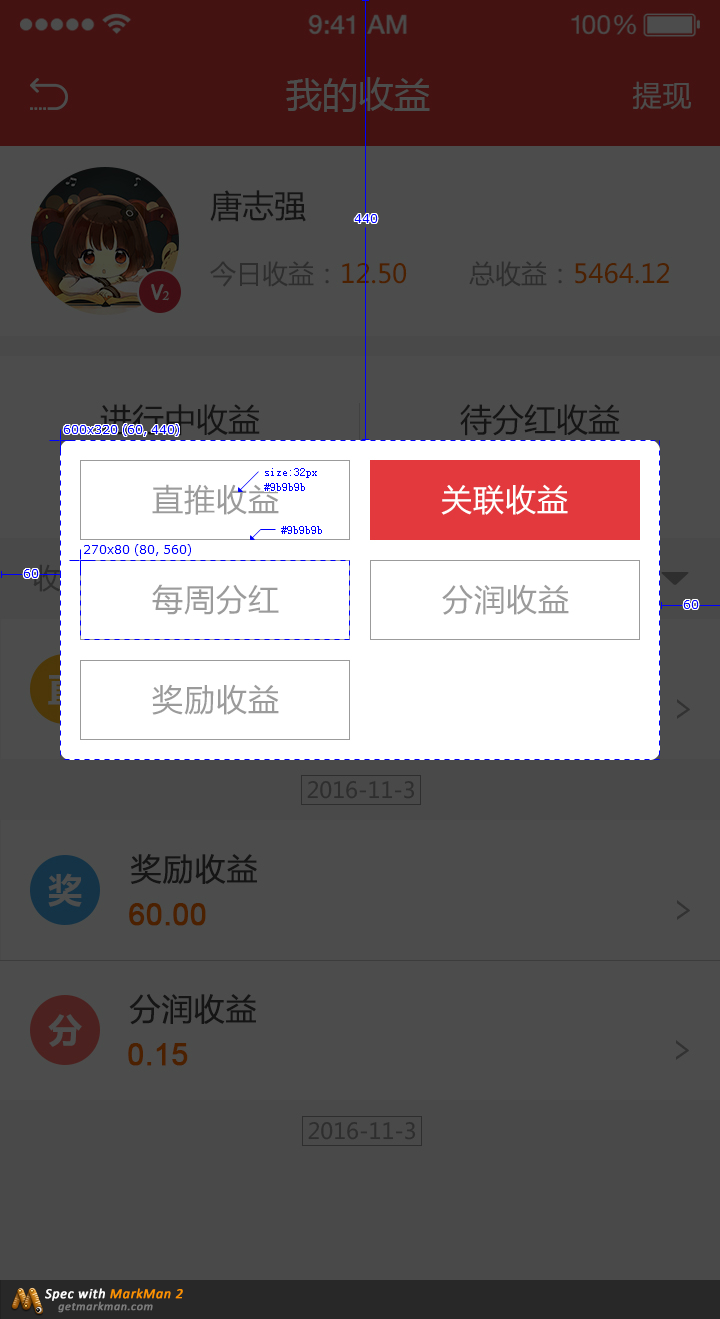 9:41 AM
100%
我的收益
提现
唐志强
440
今日收益：12.50
总收益：5464.12
V2
进行中收益
待分红收益
600x320 (60, 440)
size:32px
#9b9b9b
直推收益
关联收益
#9b9b9b
270x80 (80, 560)
60
收
每周分红
分润收益
60
奖励收益
2016-11-3
奖
奖励收益
60.00
分
分润收益
0.15
2016-11-3
Spec with MarkMan 2
getmarkman.com